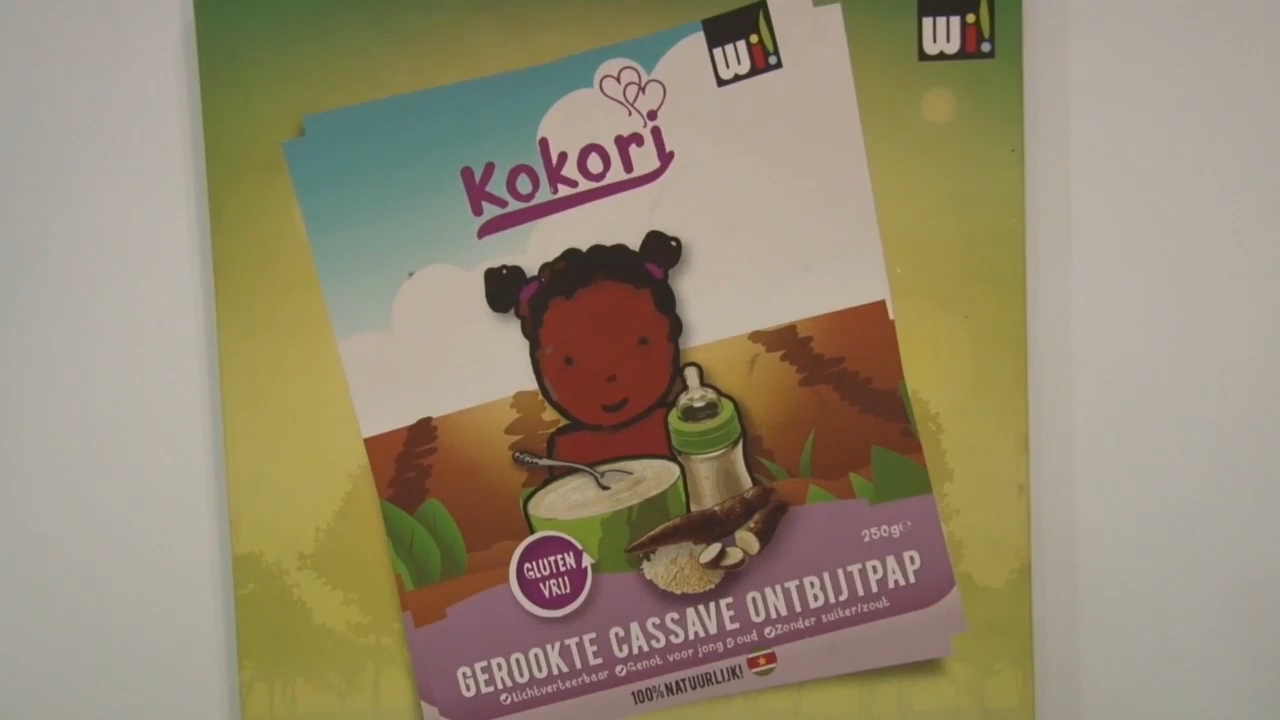 wi!
wi!
Kokori
250g℮
GLUTEN
VRIJ
GEROOKTE CASSAVE ONTBIJTPAP
Lichtverteerbaar Genot voor jong & oud Zonder suiker/zout
100% NATUURLIJK!